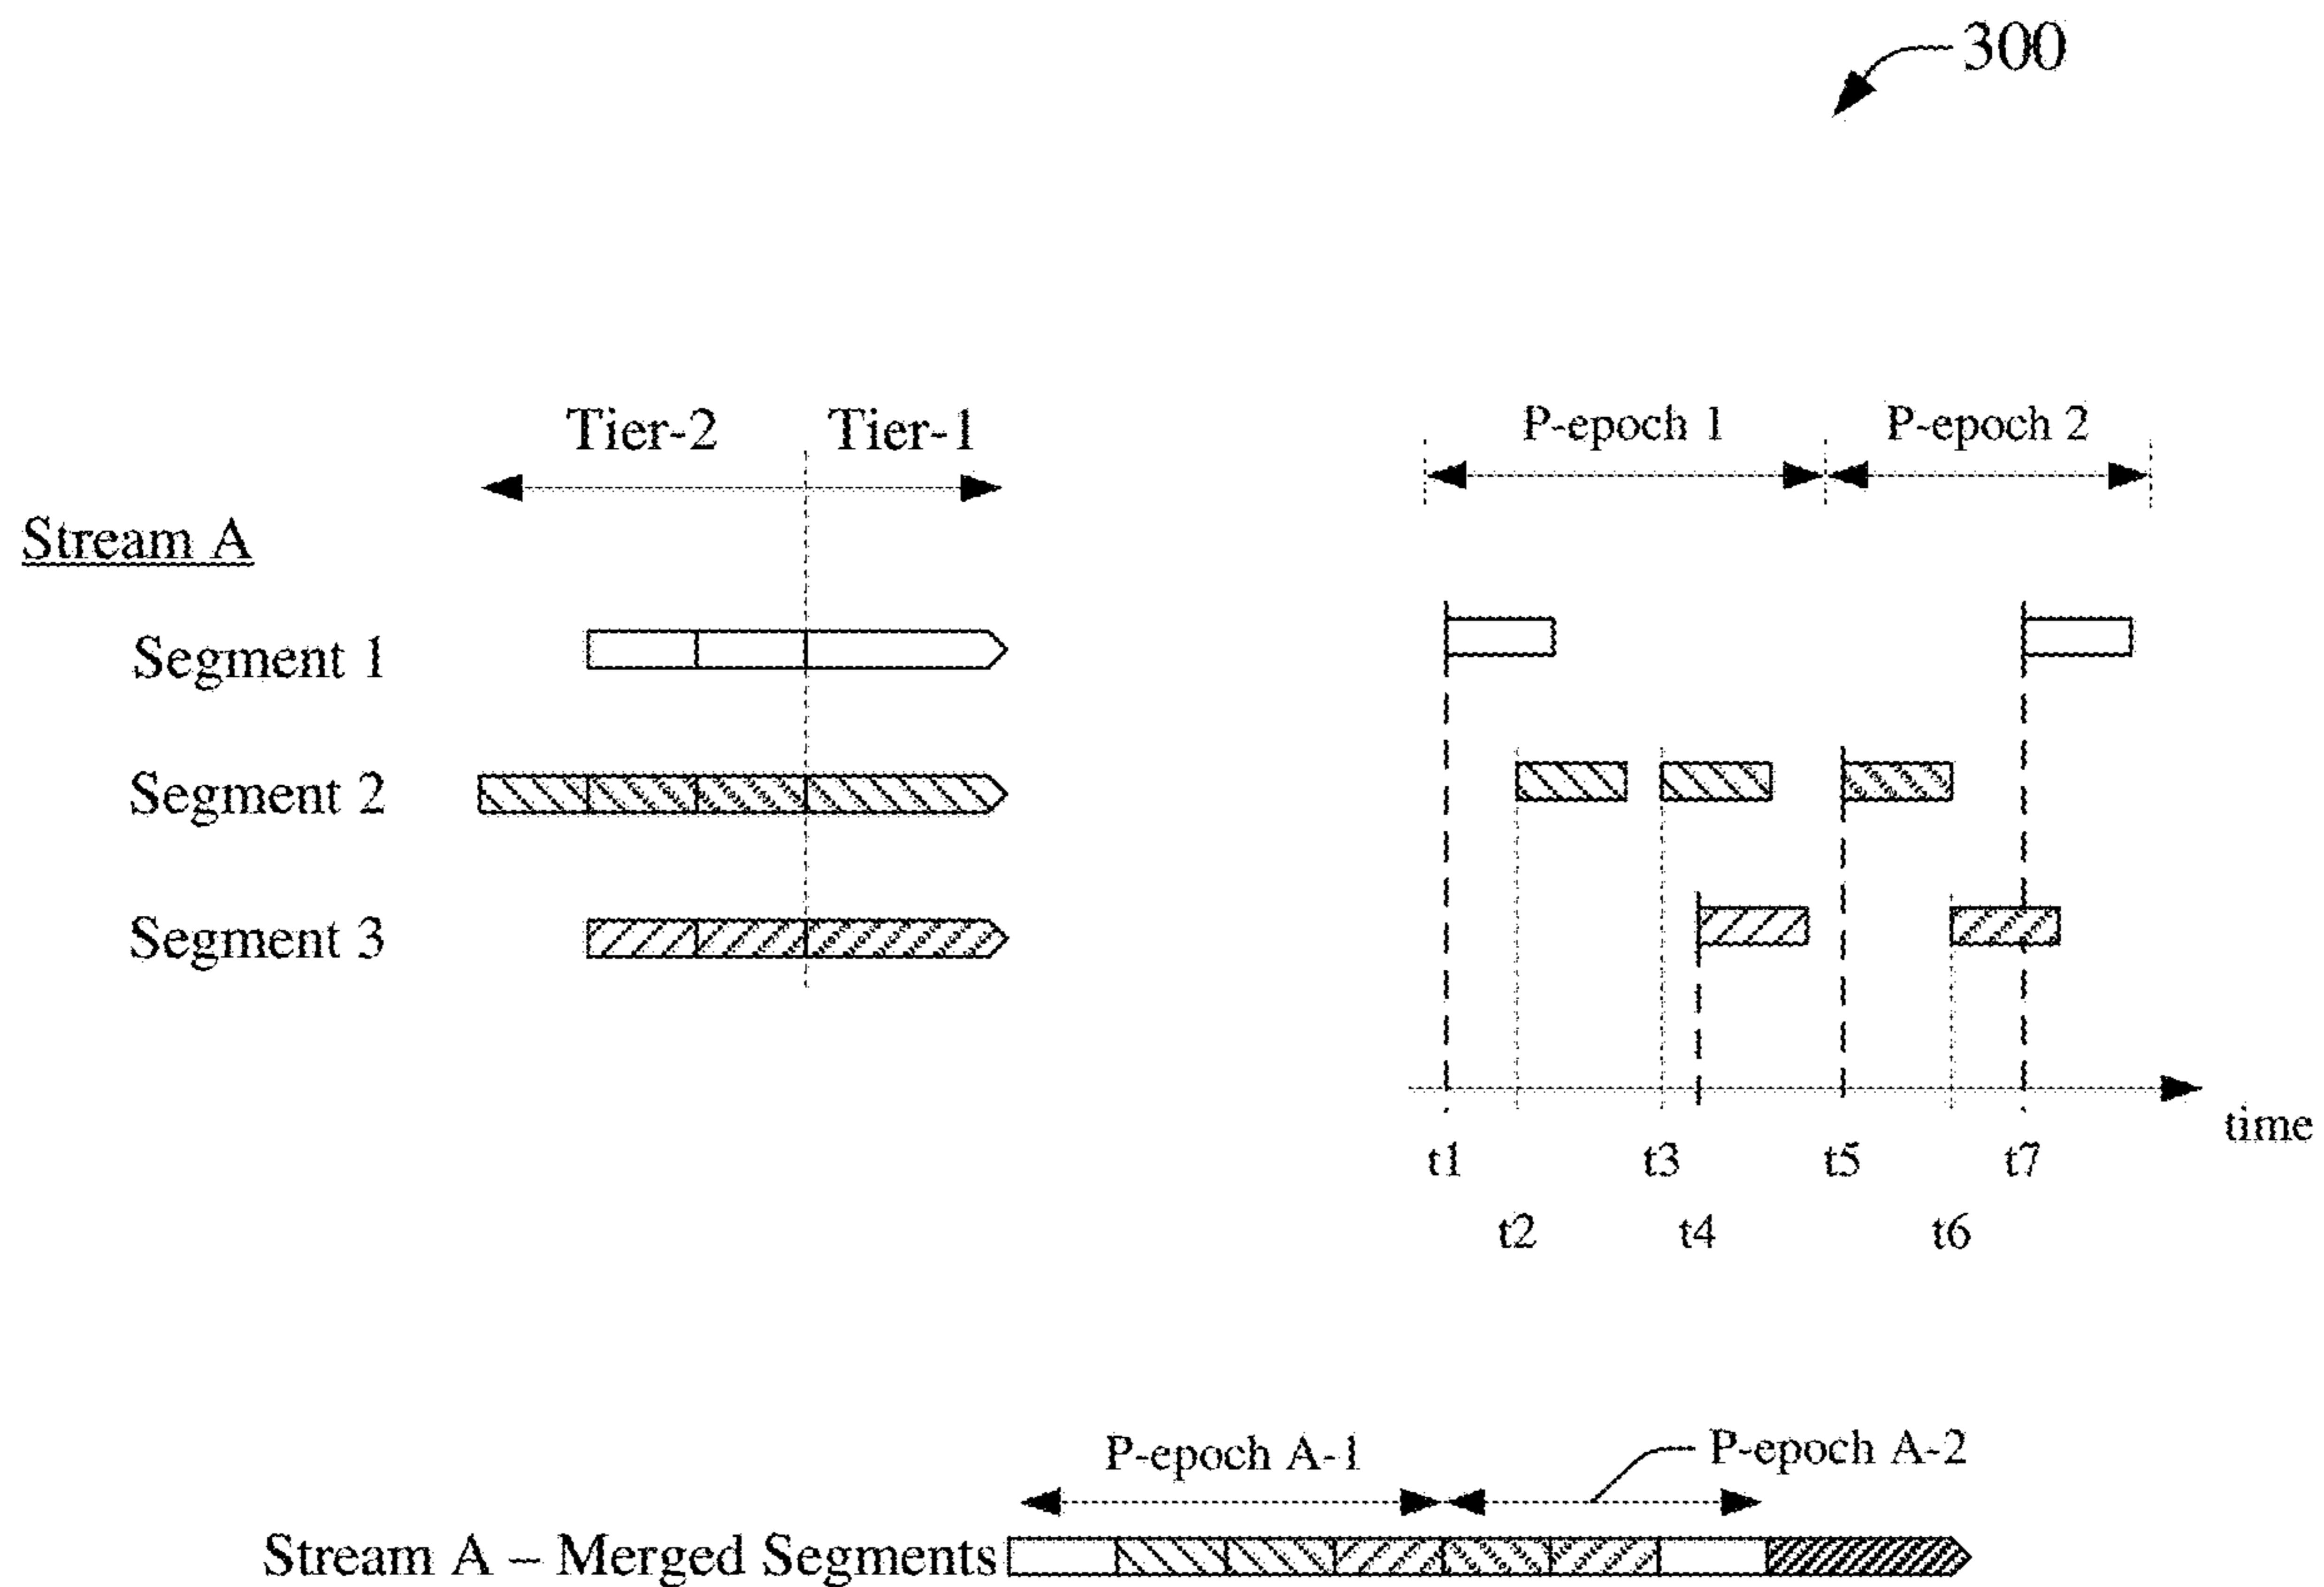 300
Tier-2 Tier-1
P-epoch 1 P-epoch 2
Stream A
Segment 1
Segment 2
Segment 3
time
t1 t3 t5 t7
t2 t4 t6
P-epoch A-1 P-epoch A-2
Stream A – Merged Segments